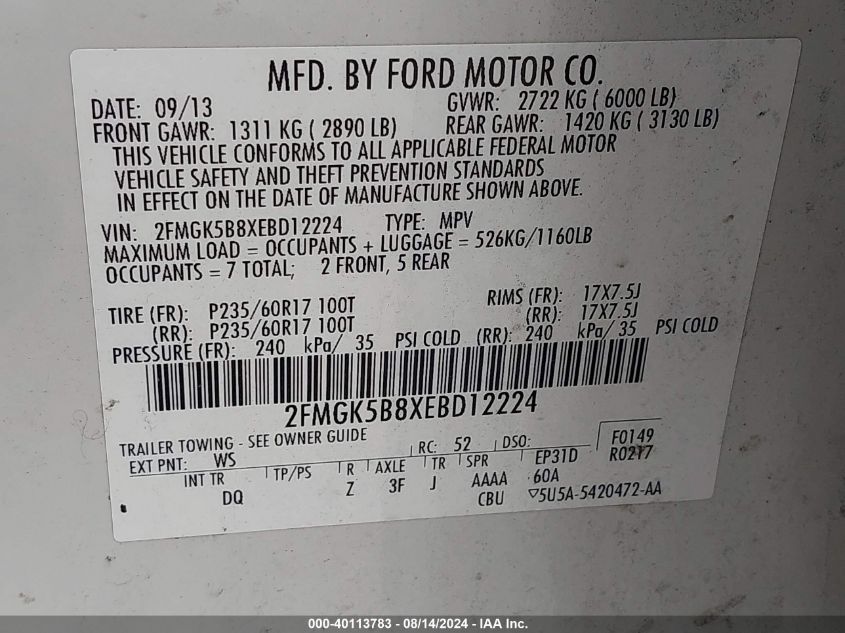 MFD. BY FORD MOTOR CO.
DATE: 09/13 GVWR: 2722 KG ( 6000 LB)
FRONT GAWR: 1311 KG ( 2890 LB) REAR GAWR: 1420 KG ( 3130 LB)
THIS VEHICLE CONFORMS TO ALL APPLICABLE FEDERAL MOTOR
VEHICLE SAFETY AND THEFT PREVENTION STANDARDS
IN EFFECT ON THE DATE OF MANUFACTURE SHOWN ABOVE.
VIN: 2FMGK5B8XEBD12224 TYPE: MPV
MAXIMUM LOAD = OCCUPANTS + LUGGAGE = 526KG/1160LB
OCCUPANTS = 7 TOTAL; 2 FRONT, 5 REAR
TIRE (FR): P235/60R17 100T RIMS (FR): 17X7.5J
(RR): P235/60R17 100T (RR): 17X7.5J
PRESSURE (FR): 240 kPa/ 35 PSI COLD (RR): 240 kPa/ 35 PSI COLD
2FMGK5B8XEBD12224
TRAILER TOWING - SEE OWNER GUIDE
EXT PNT: WS RC: 52 DSO: F0149
INT TR TP/PS R AXLE TR SPR EP31D R0217
DQ Z 3F J AAAA 60A
CBU ▽5U5A-5420472-AA
000-40113783 - 08/14/2024 - IAA Inc.